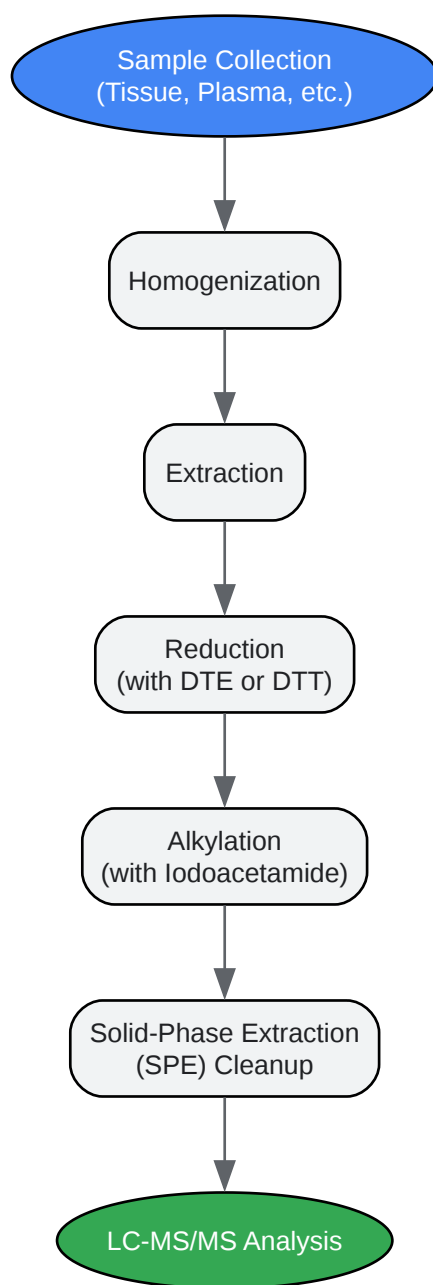 Sample Collection
(Tissue, Plasma, etc.)
Homogenization
Extraction
Reduction
(with DTE or DTT)
Alkylation
(with Iodoacetamide)
Solid-Phase Extraction
(SPE) Cleanup
LC-MS/MS Analysis